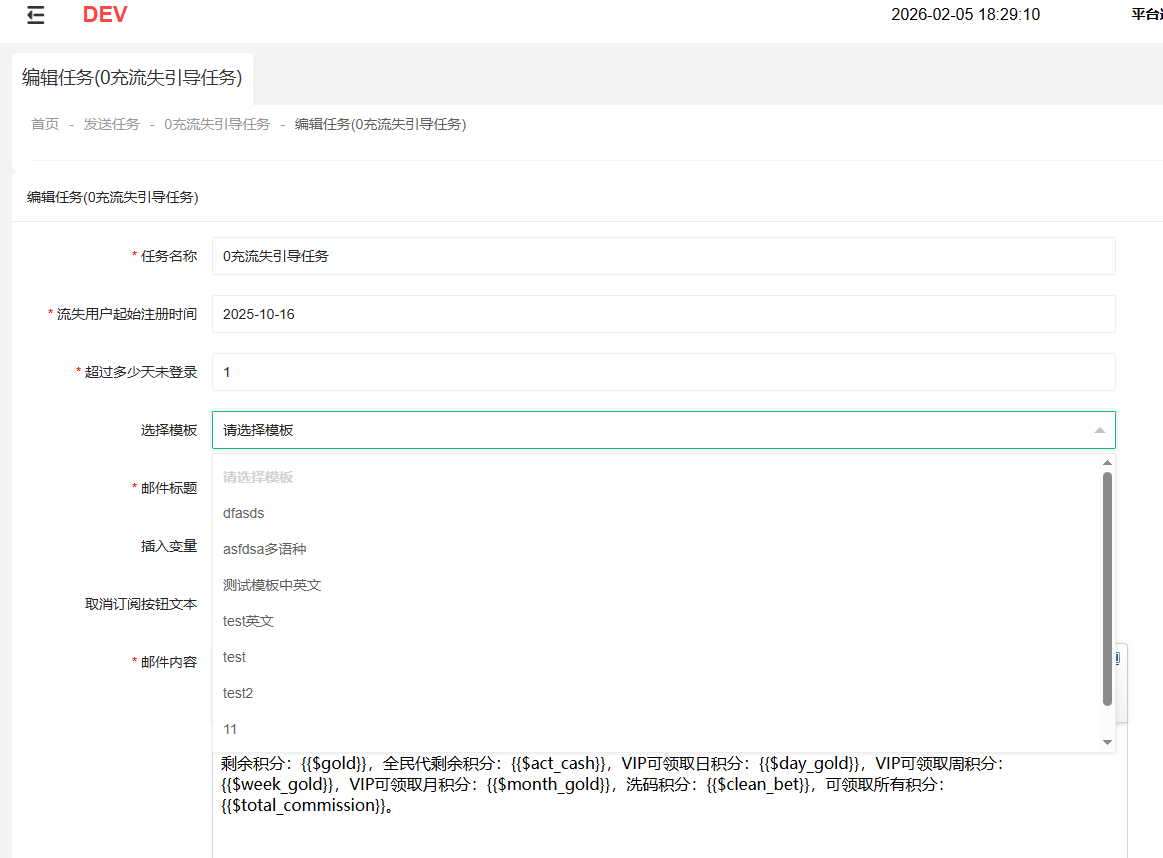 DEV
2026-02-05 18:29:10
平台
编辑任务(0充流失引导任务)
首页 - 发送任务 - 0充流失引导任务 - 编辑任务(0充流失引导任务)
编辑任务(0充流失引导任务)
* 任务名称 0充流失引导任务
* 流失用户起始注册时间 2025-10-16
* 超过多少天未登录 1
选择模板 请选择模板
请选择模板
* 邮件标题
dfasds
插入变量 asfdsa多语种
测试模板中英文
取消订阅按钮文本 test英文
* 邮件内容 test
test2
11
剩余积分：{{$gold}}，全民代剩余积分：{{$act_cash}}，VIP可领取日积分：{{$day_gold}}，VIP可领取周积分：
{{$week_gold}}，VIP可领取月积分：{{$month_gold}}，洗码积分：{{$clean_bet}}，可领取所有积分：
{{$total_commission}}。